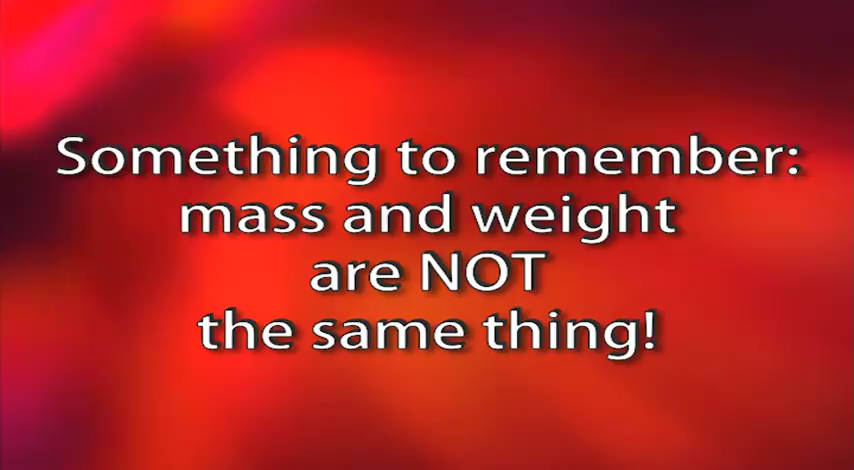 Something to remember:
mass and weight
are NOT
the same thing!